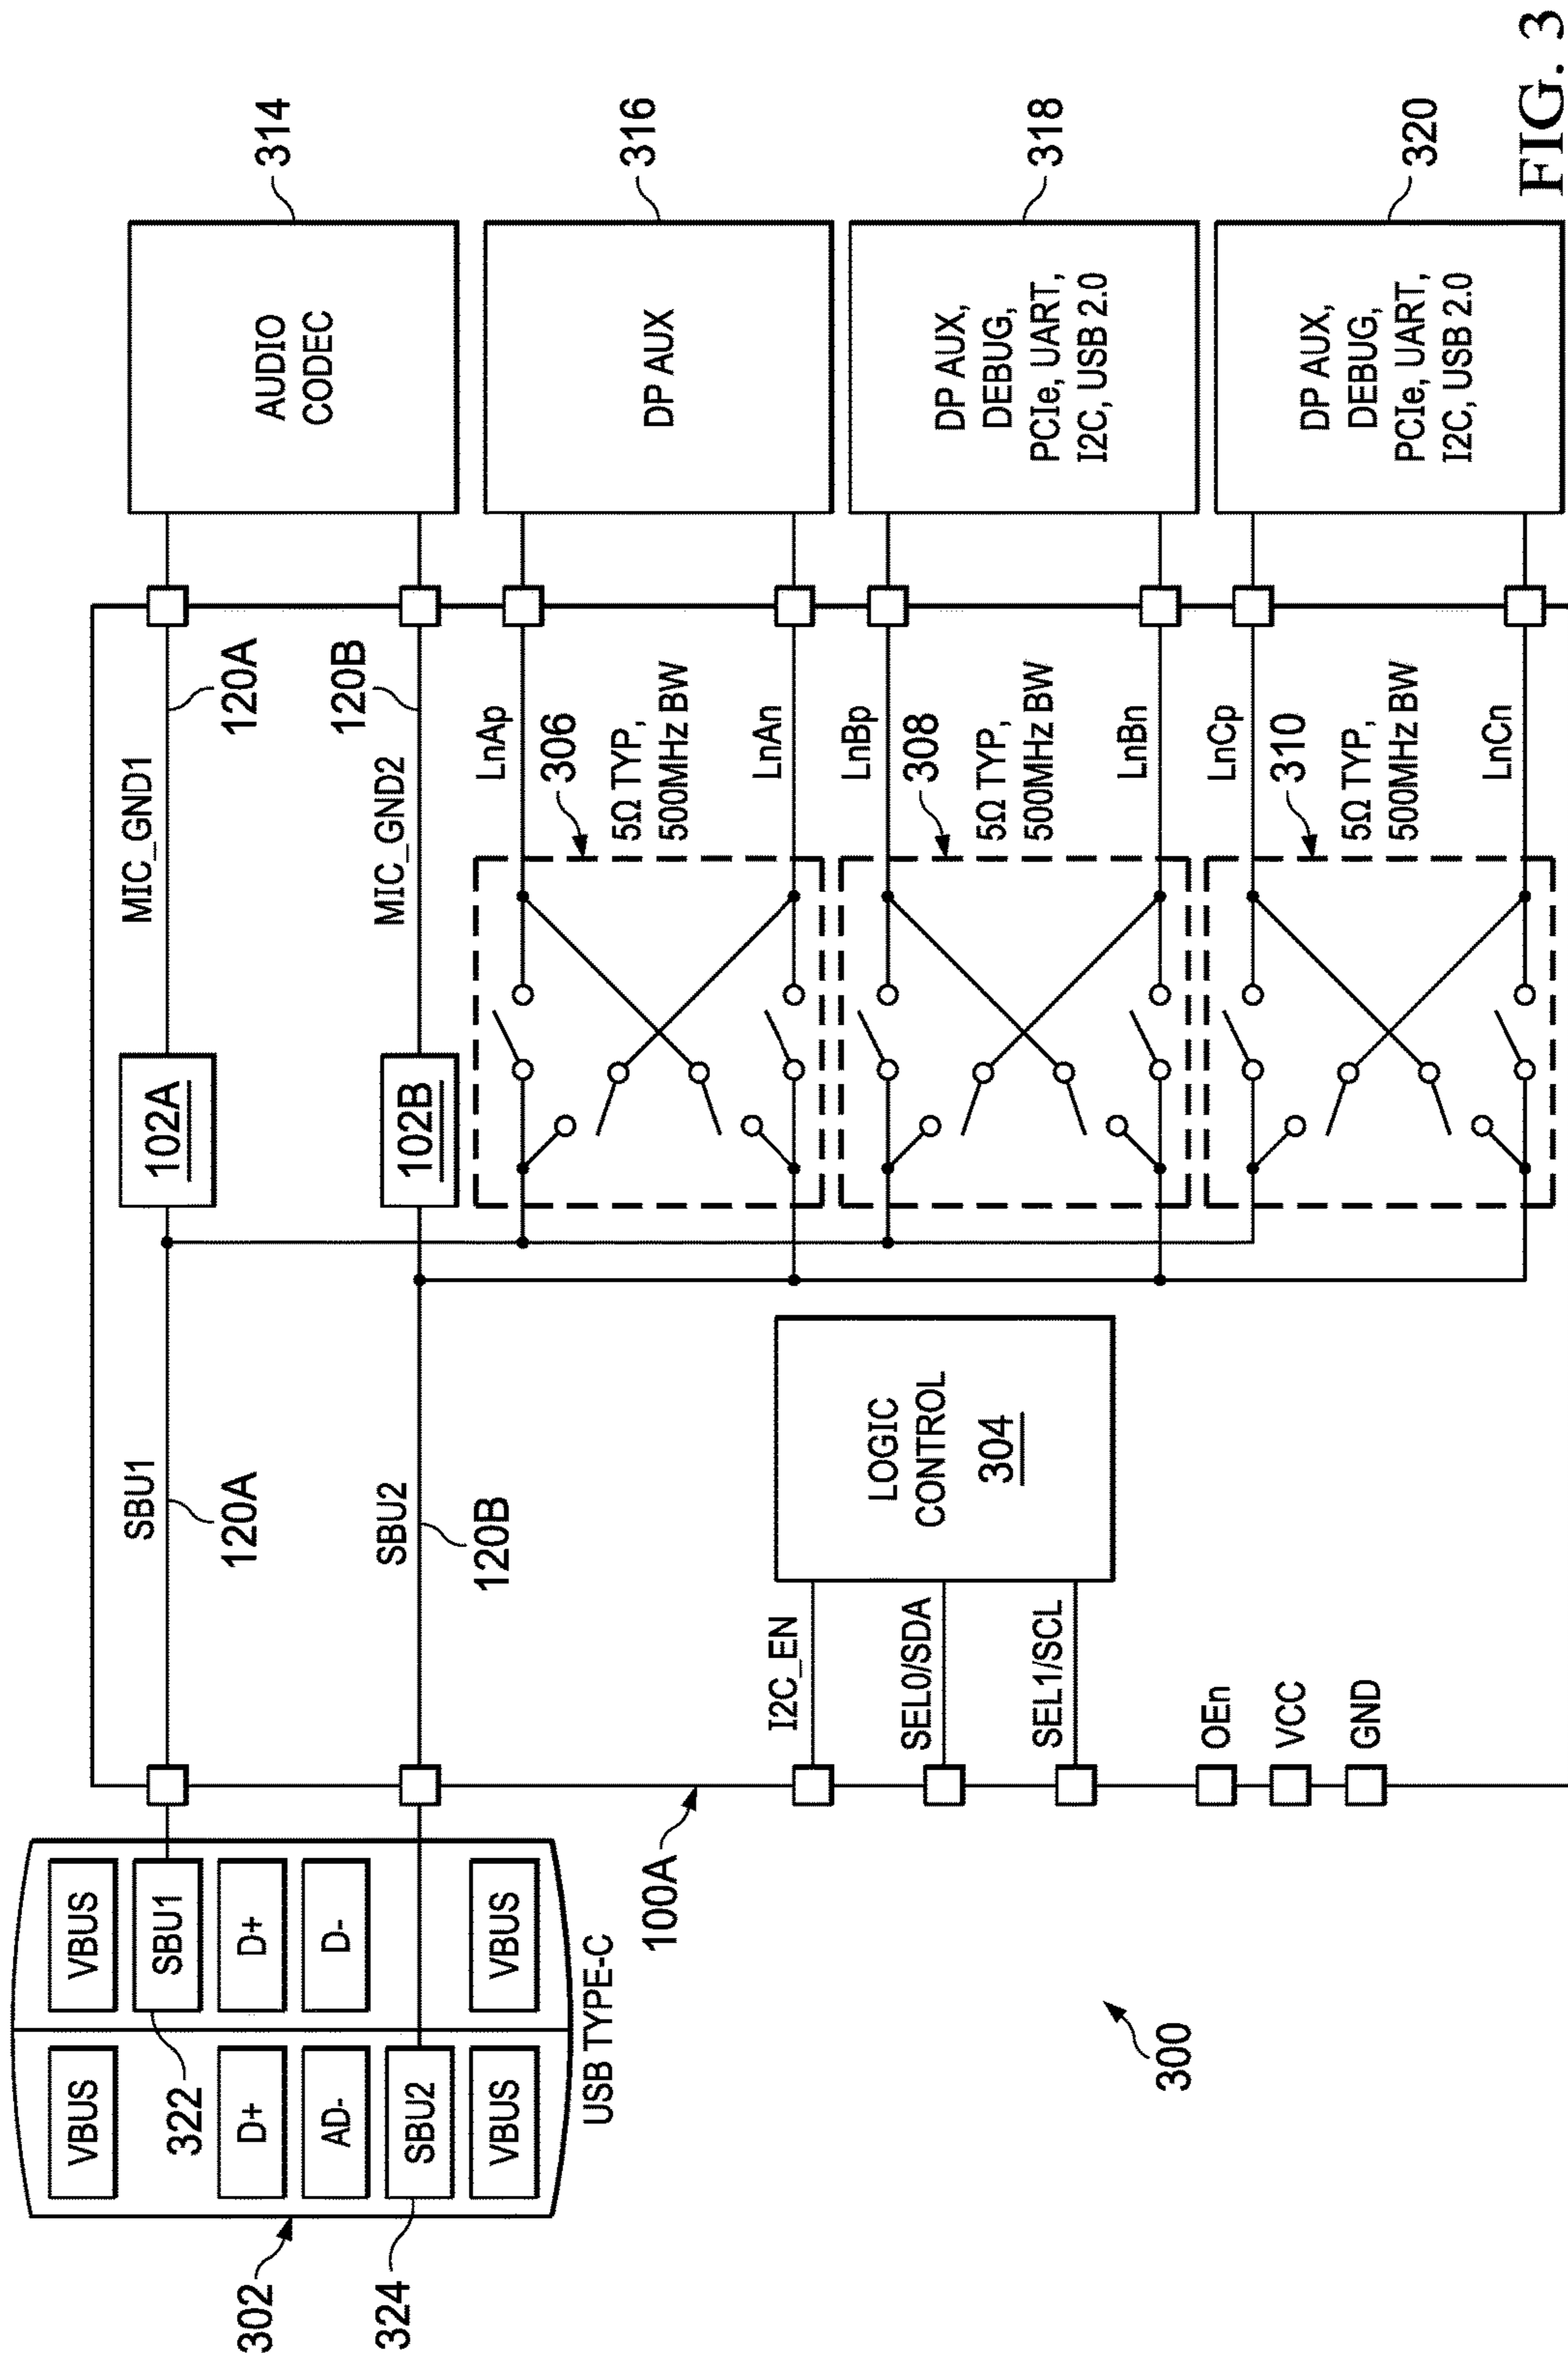 302
VBUS
VBUS
322
SBU1
D+
D+
AD-
D-
324
SBU2
VBUS
VBUS
USB TYPE-C
300
100A
SBU1
120A
SBU2
120B
I2C_EN
SEL0/SDA
SEL1/SCL
OEn
VCC
GND
LOGIC
CONTROL
304
102A
102B
MIC_GND1
120A
MIC_GND2
120B
LnAp
306
5Ω TYP,
500MHz BW
LnAn
LnBp
308
5Ω TYP,
500MHz BW
LnBn
LnCp
310
5Ω TYP,
500MHz BW
LnCn
AUDIO
CODEC
314
DP AUX
316
DP AUX,
DEBUG,
PCIe, UART,
I2C, USB 2.0
318
DP AUX,
DEBUG,
PCIe, UART,
I2C, USB 2.0
320
FIG. 3